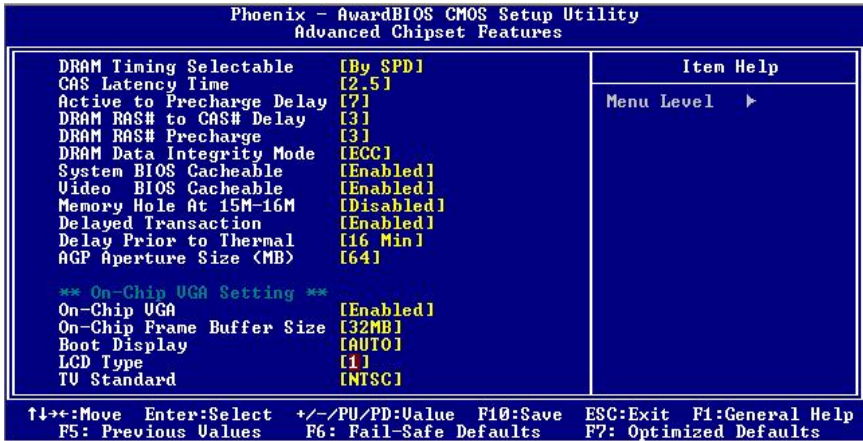 Phoenix - AwardBIOS CMOS Setup Utility
Advanced Chipset Features
DRAM Timing Selectable [By SPD]
CAS Latency Time [2.5]
Active to Precharge Delay [7]
DRAM RAS# to CAS# Delay [3]
DRAM RAS# Precharge [3]
DRAM Data Integrity Mode [ECC]
System BIOS Cacheable [Enabled]
Video BIOS Cacheable [Enabled]
Memory Hole At 15M-16M [Disabled]
Delayed Transaction [Enabled]
Delay Prior to Thermal [16 Min]
AGP Aperture Size (MB) [64]
** On-Chip VGA Setting **
On-Chip VGA [Enabled]
On-Chip Frame Buffer Size [32MB]
Boot Display [AUTO]
LCD Type [1]
TV Standard [NTSC]
Item Help
Menu Level ►
↑↓→←:Move Enter:Select +/-/PU/PD:Value F10:Save ESC:Exit F1:General Help
F5: Previous Values F6: Fail-Safe Defaults F7: Optimized Defaults